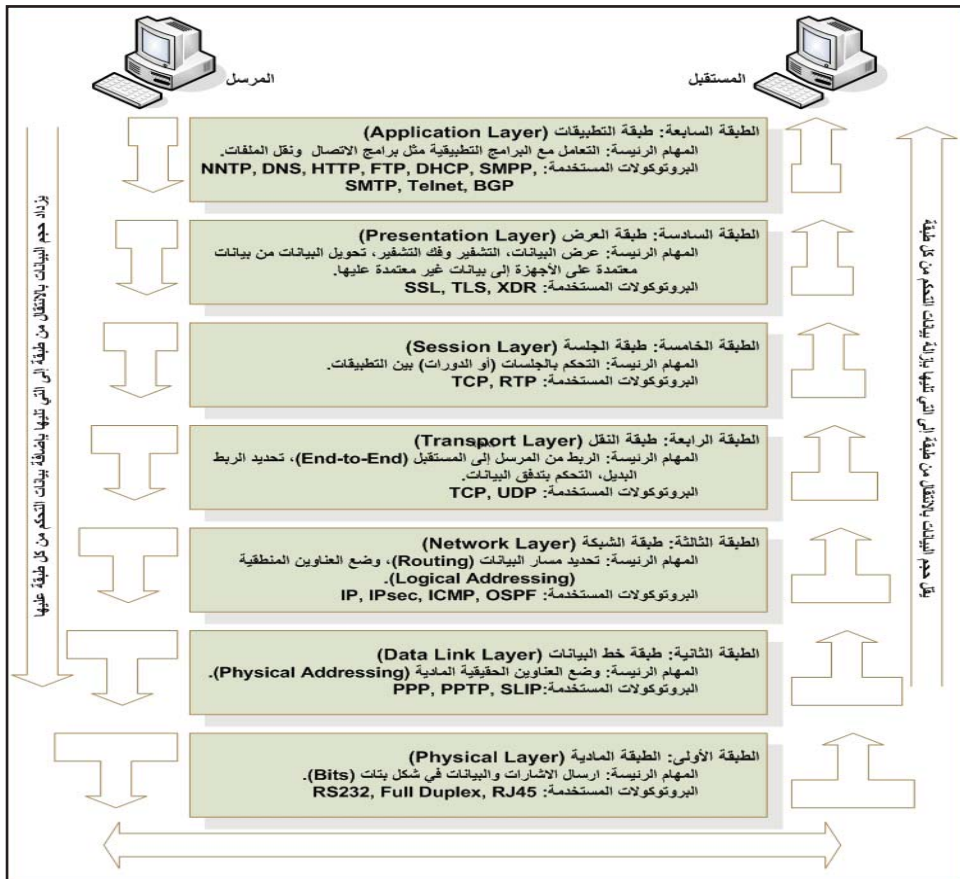 المرسل
المستقبل
الطبقة السابعة: طبقة التطبيقات (Application Layer)
المهام الرئيسة: التعامل مع البرامج التطبيقية مثل برامج الاتصال ونقل الملفات.
البروتوكولات المستخدمة: NNTP, DNS, HTTP, FTP, DHCP, SMPP,
SMTP, Telnet, BGP
الطبقة السادسة: طبقة العرض (Presentation Layer)
المهام الرئيسة: عرض البيانات، التشفير وفك التشفير، تحويل البيانات من بيانات
معتمدة على الأجهزة إلى بيانات غير معتمدة عليها.
البروتوكولات المستخدمة: SSL, TLS, XDR
الطبقة الخامسة: طبقة الجلسة (Session Layer)
المهام الرئيسة: التحكم بالجلسات (أو الدورات) بين التطبيقات.
البروتوكولات المستخدمة: TCP, RTP
الطبقة الرابعة: طبقة النقل (Transport Layer)
المهام الرئيسة: الربط من المرسل إلى المستقبل (End-to-End)، تحديد الربط
البديل، التحكم بتدفق البيانات.
البروتوكولات المستخدمة: TCP, UDP
الطبقة الثالثة: طبقة الشبكة (Network Layer)
المهام الرئيسة: تحديد مسار البيانات (Routing)، وضع العناوين المنطقية
(Logical Addressing).
البروتوكولات المستخدمة: IP, IPsec, ICMP, OSPF
الطبقة الثانية: طبقة خط البيانات (Data Link Layer)
المهام الرئيسة: وضع العناوين الحقيقية المادية (Physical Addressing).
البروتوكولات المستخدمة:PPP, PPTP, SLIP
الطبقة الأولى: الطبقة المادية (Physical Layer)
المهام الرئيسة: ارسال الاشارات والبيانات في شكل بتات (Bits).
البروتوكولات المستخدمة: RS232, Full Duplex, RJ45
يزداد حجم البيانات بالانتقال من طبقة إلى التي تليها بإضافة بيانات التحكم من كل طبقة عليها
يقل حجم البيانات بالانتقال من طبقة إلى التي تليها بإزالة بيانات التحكم من كل طبقة